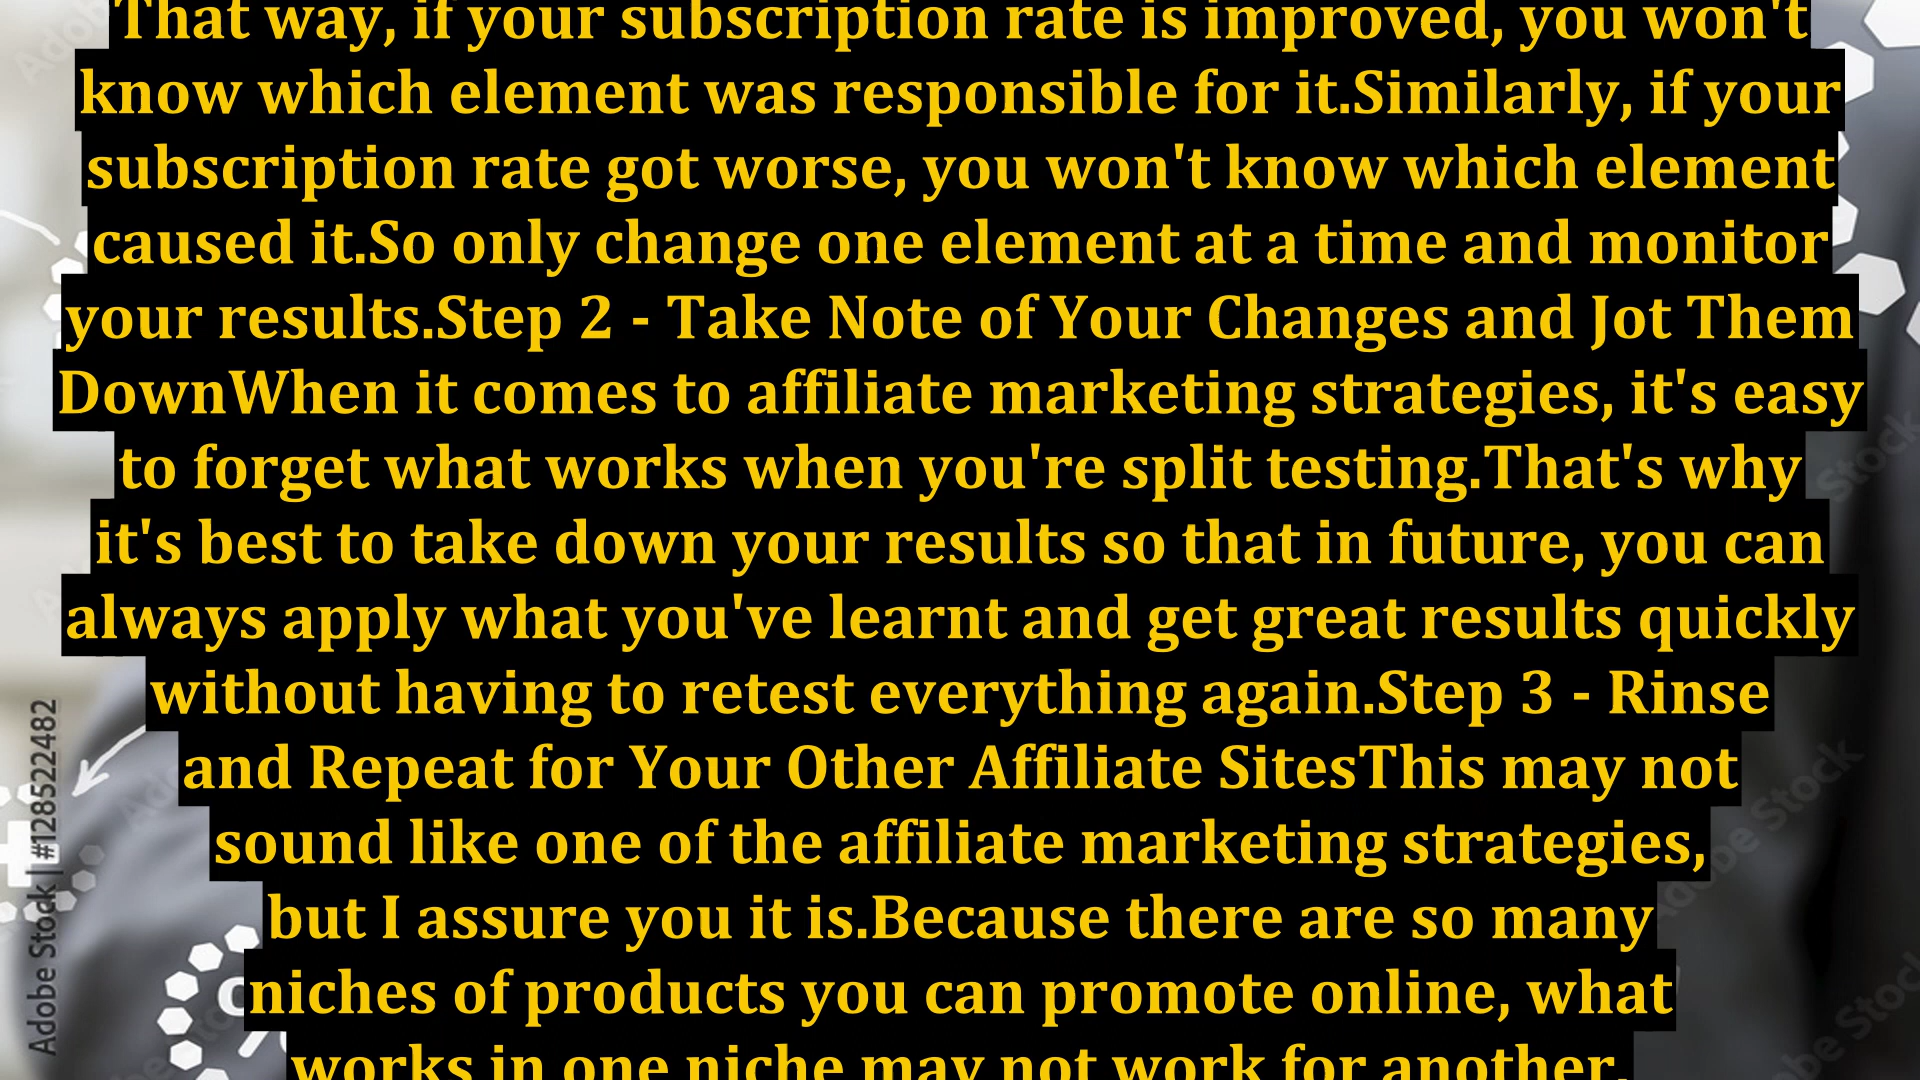 That way, if your subscription rate is improved, you won't
know which element was responsible for it.Similarly, if your
subscription rate got worse, you won't know which element
caused it.So only change one element at a time and monitor
your results.Step 2 - Take Note of Your Changes and Jot Them
DownWhen it comes to affiliate marketing strategies, it's easy
to forget what works when you're split testing.That's why
it's best to take down your results so that in future, you can
always apply what you've learnt and get great results quickly
without having to retest everything again.Step 3 - Rinse
and Repeat for Your Other Affiliate SitesThis may not
sound like one of the affiliate marketing strategies,
but I assure you it is.Because there are so many
niches of products you can promote online, what
works in one niche may not work for another.
Adobe Stock | #128522482
Adobe Stock